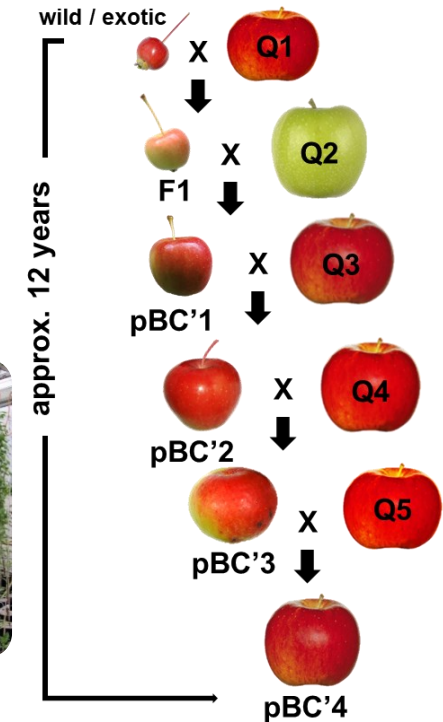 wild / exotic
X
Q1
F1
X
Q2
pBC'1
X
Q3
pBC'2
X
Q4
pBC'3
X
Q5
pBC'4
approx. 12 years